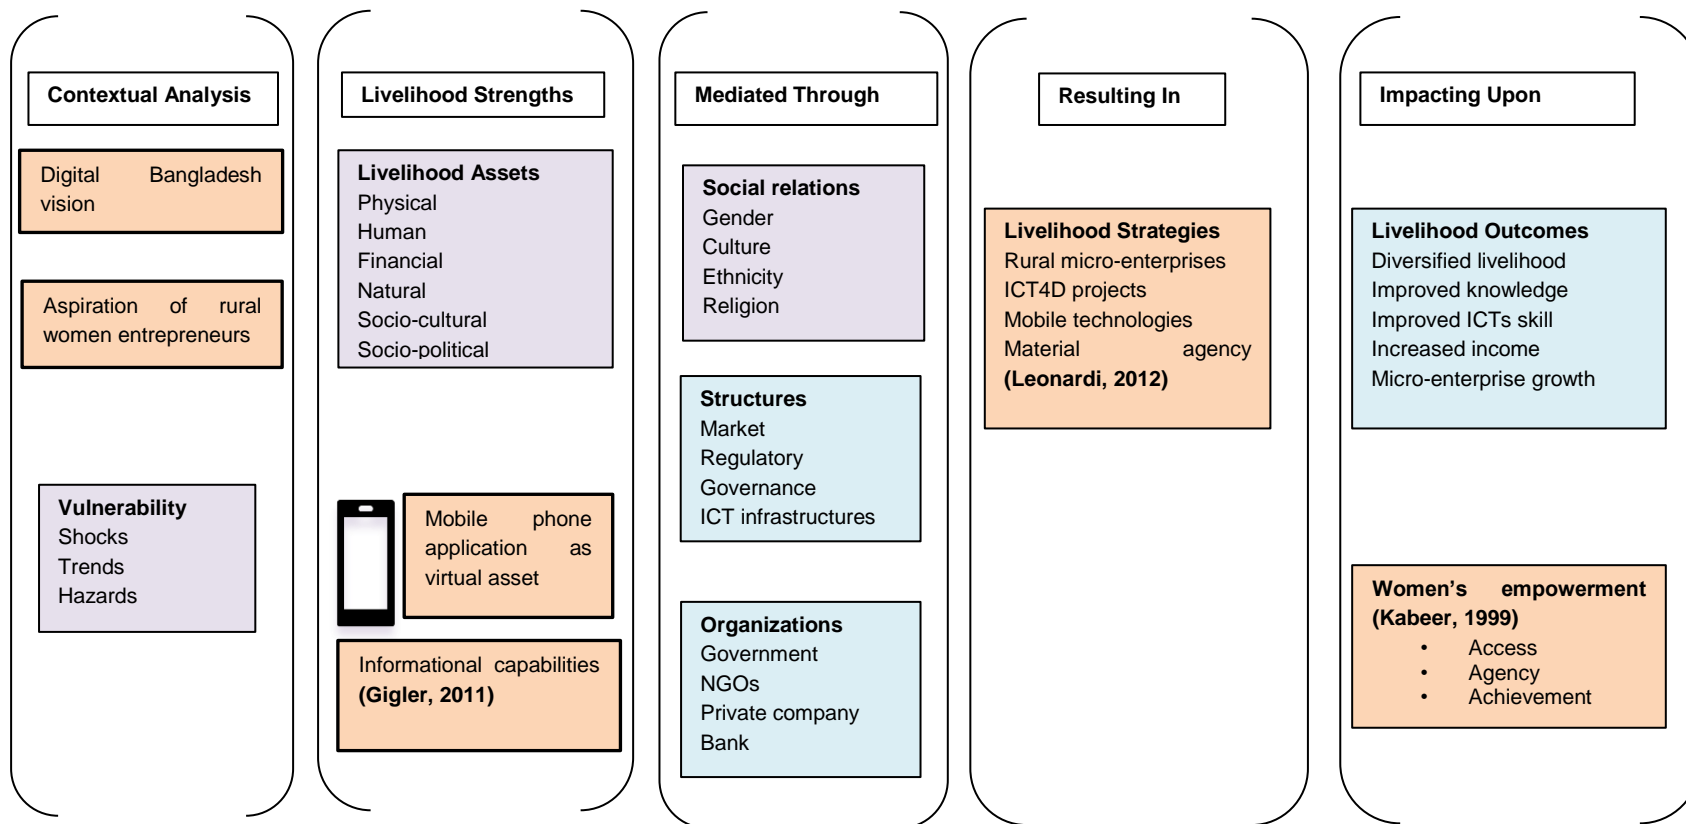 Contextual Analysis
Digital Bangladesh
vision
Aspiration of rural
women entrepreneurs
Vulnerability
Shocks
Trends
Hazards
Livelihood Strengths
Livelihood Assets
Physical
Human
Financial
Natural
Socio-cultural
Socio-political
Mobile phone
application as
virtual asset
Informational capabilities
(Gigler, 2011)
Mediated Through
Social relations
Gender
Culture
Ethnicity
Religion
Structures
Market
Regulatory
Governance
ICT infrastructures
Organizations
Government
NGOs
Private company
Bank
Resulting In
Livelihood Strategies
Rural micro-enterprises
ICT4D projects
Mobile technologies
Material agency
(Leonardi, 2012)
Impacting Upon
Livelihood Outcomes
Diversified livelihood
Improved knowledge
Improved ICTs skill
Increased income
Micro-enterprise growth
Women’s empowerment
(Kabeer, 1999)
• Access
• Agency
• Achievement